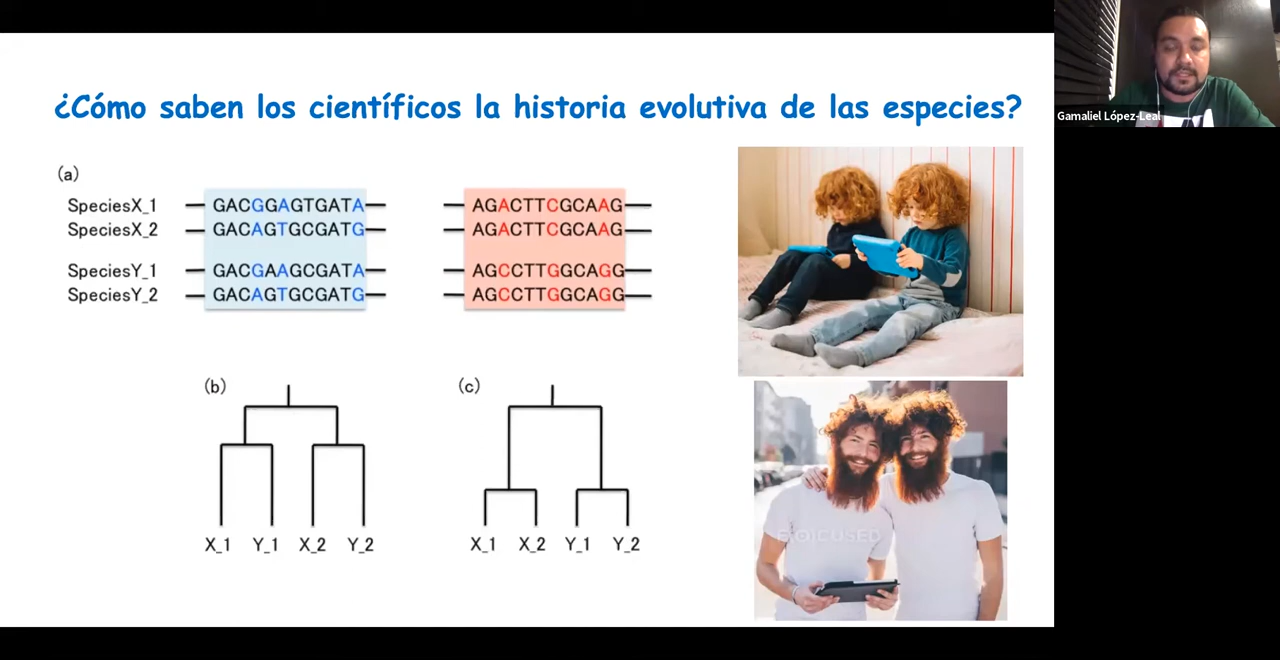 ¿Cómo saben los científicos la historia evolutiva de las especies?
Gamaliel López-Leal
(a)
SpeciesX_1 GACGGAGTGATA AGACTTCGCAAG
SpeciesX_2 GACAGTGCGATG AGACTTCGCAAG
SpeciesY_1 GACGAAGCGATA AGCCTTGGCAGG
SpeciesY_2 GACAGTGCGATG AGCCTTGGCAGG
(b) (c)
X_1 Y_1 X_2 Y_2 X_1 X_2 Y_1 Y_2